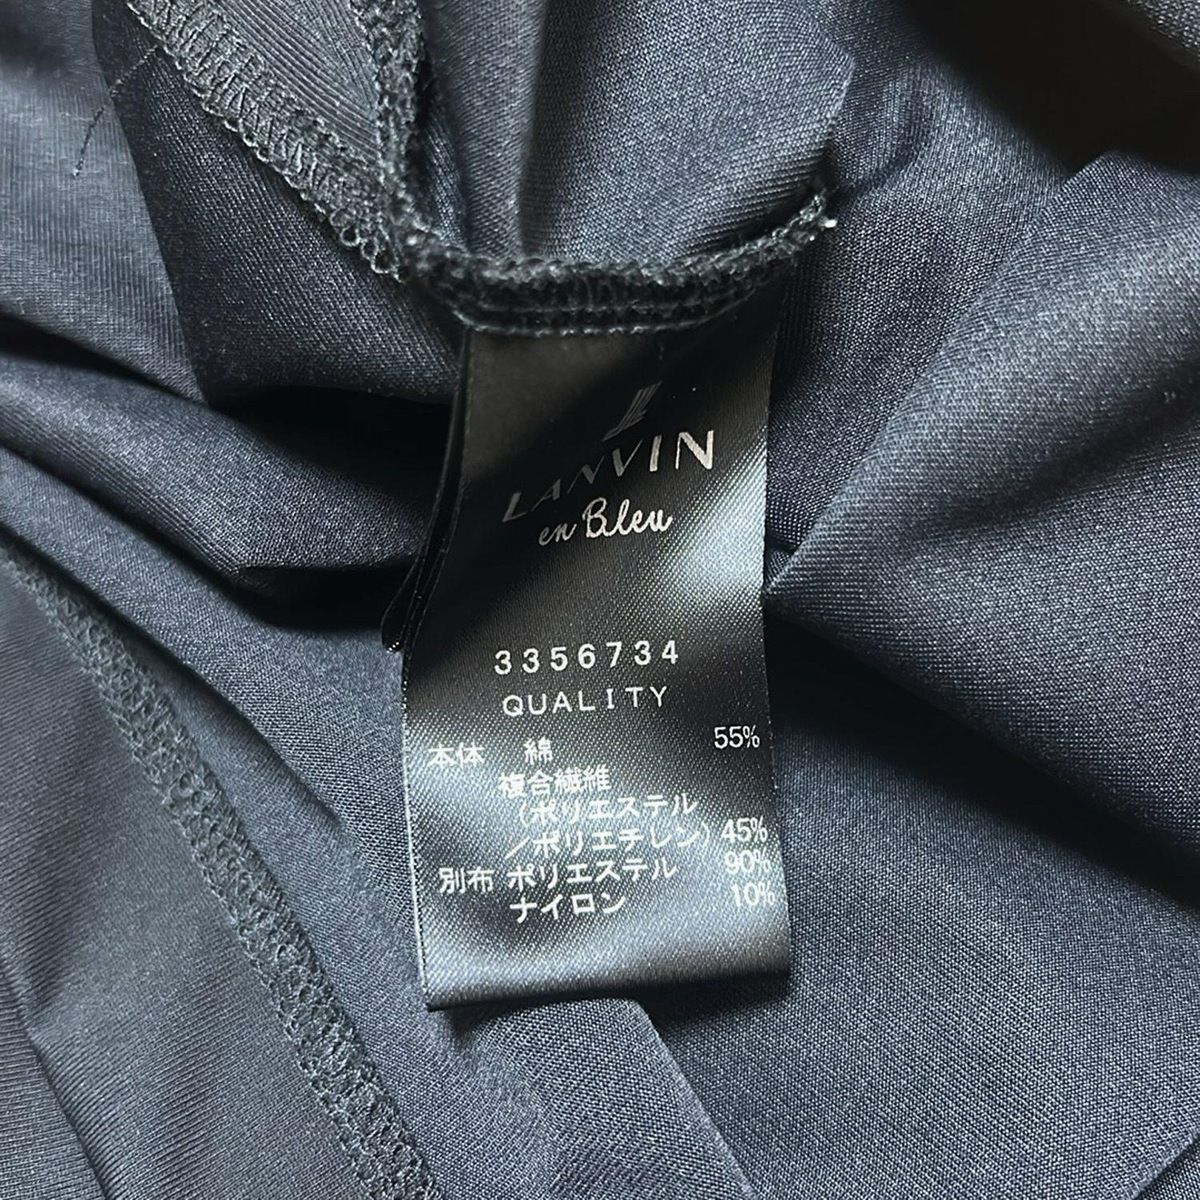 LANVIN
en Bleu
3356734
QUALITY
本体 綿 55%
複合繊維
(ポリエステル
/ポリエチレン) 45%
別布 ポリエステル 90%
ナイロン 10%